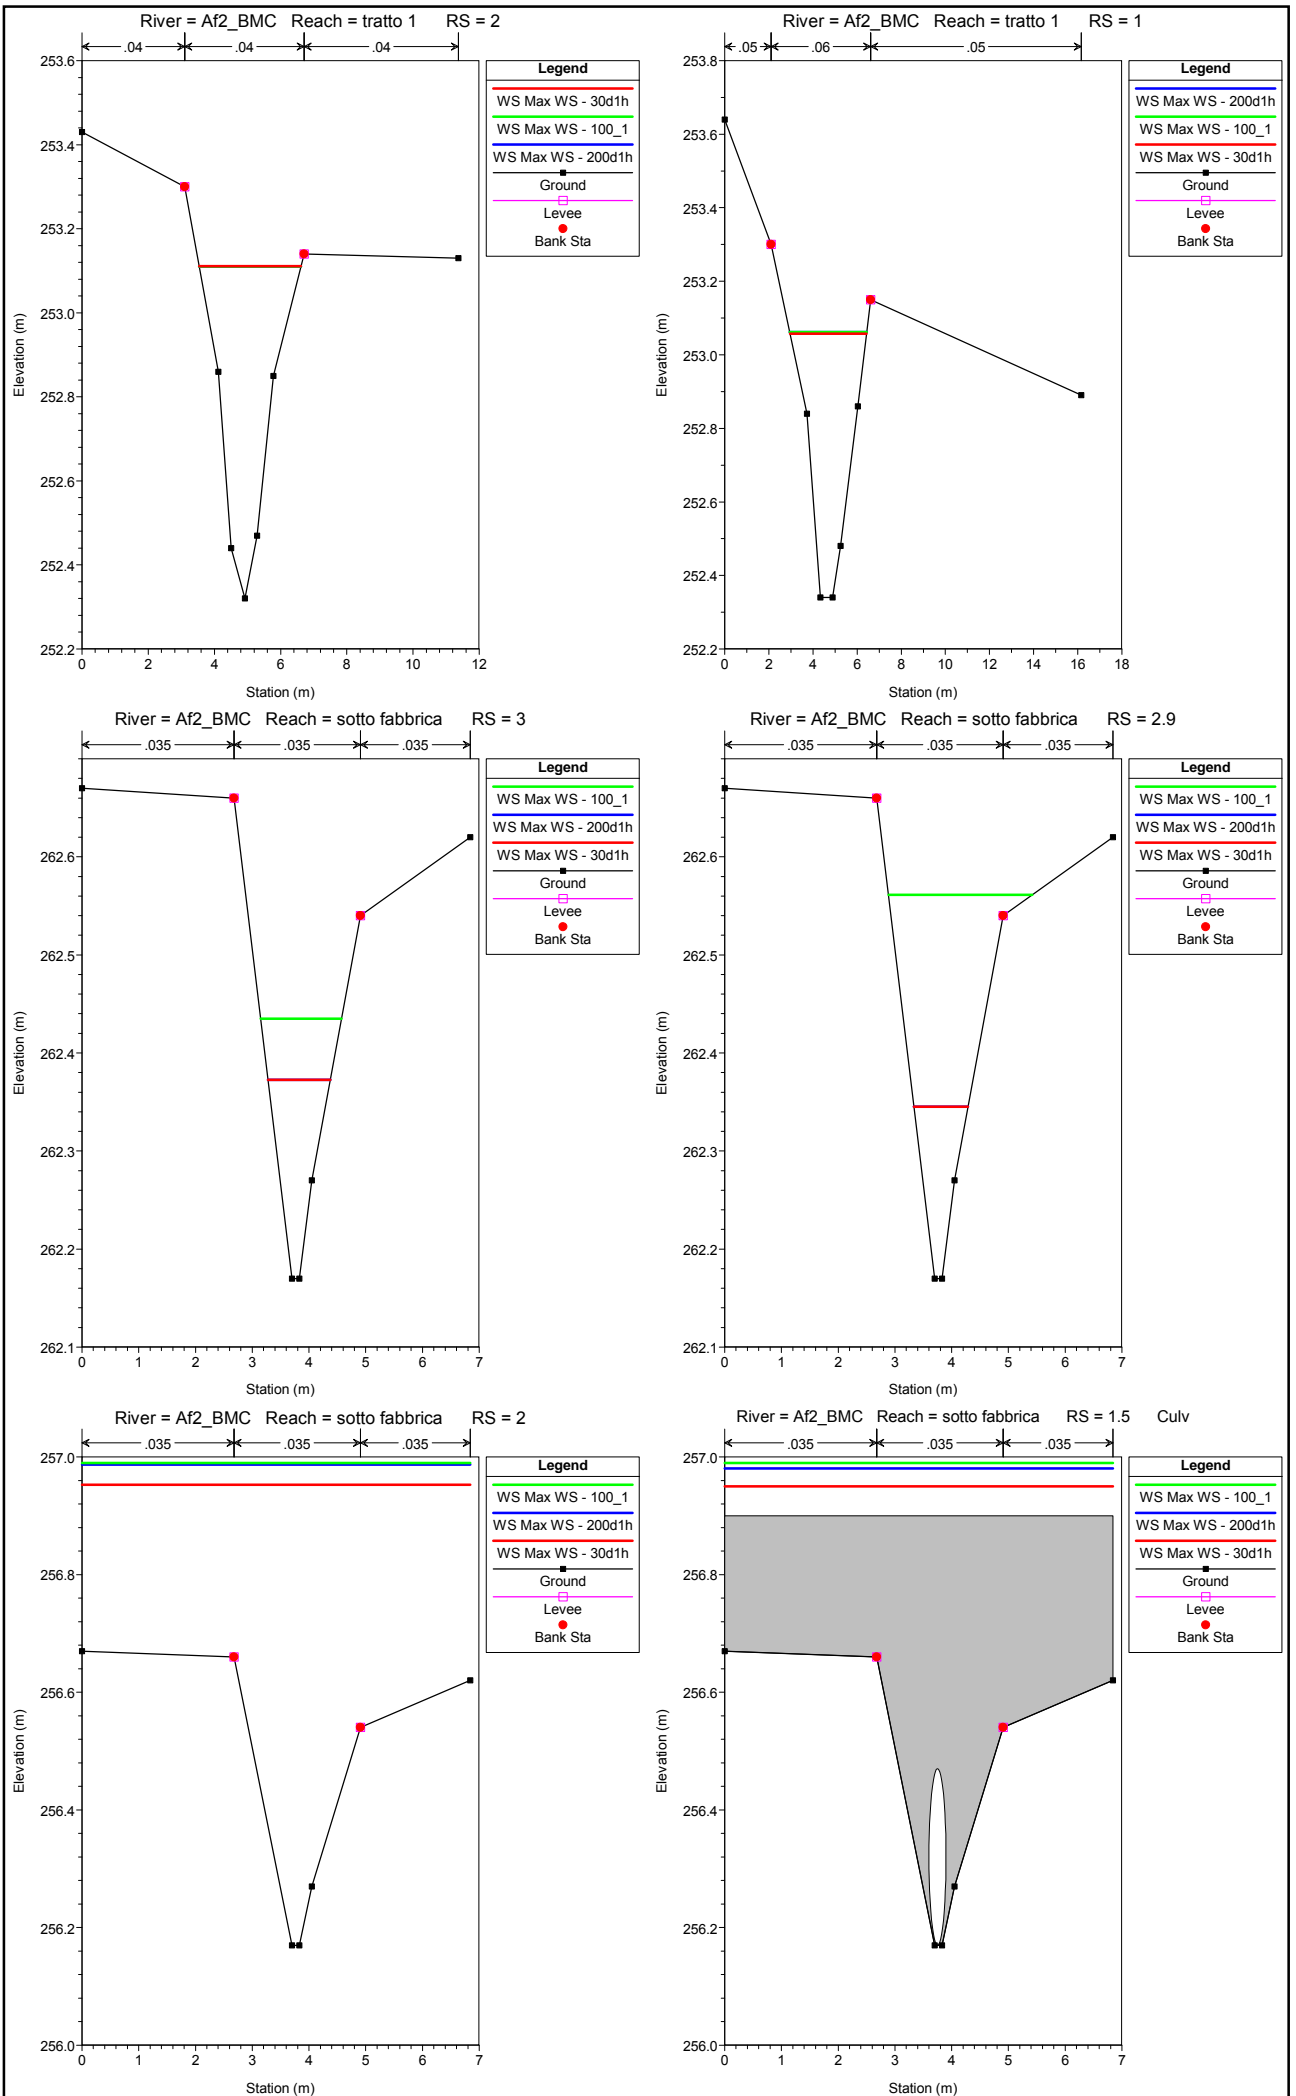 River = Af2_BMC Reach = tratto 1 RS = 2
.04 .04 .04
253.6
253.4
253.2
253.0
252.8
252.6
252.4
252.2
Elevation (m)
0 2 4 6 8 10 12
Station (m)
Legend
WS Max WS - 30d1h
WS Max WS - 100_1
WS Max WS - 200d1h
Ground
Levee
Bank Sta
River = Af2_BMC Reach = tratto 1 RS = 1
.05 .06 .05
253.8
253.6
253.4
253.2
253.0
252.8
252.6
252.4
252.2
Elevation (m)
0 2 4 6 8 10 12 14 16 18
Station (m)
Legend
WS Max WS - 200d1h
WS Max WS - 100_1
WS Max WS - 30d1h
Ground
Levee
Bank Sta
River = Af2_BMC Reach = sotto fabbrica RS = 3
.035 .035 .035
262.6
262.5
262.4
262.3
262.2
262.1
Elevation (m)
0 1 2 3 4 5 6 7
Station (m)
Legend
WS Max WS - 100_1
WS Max WS - 200d1h
WS Max WS - 30d1h
Ground
Levee
Bank Sta
River = Af2_BMC Reach = sotto fabbrica RS = 2.9
.035 .035 .035
262.6
262.5
262.4
262.3
262.2
262.1
Elevation (m)
0 1 2 3 4 5 6 7
Station (m)
Legend
WS Max WS - 100_1
WS Max WS - 200d1h
WS Max WS - 30d1h
Ground
Levee
Bank Sta
River = Af2_BMC Reach = sotto fabbrica RS = 2
.035 .035 .035
257.0
256.8
256.6
256.4
256.2
256.0
Elevation (m)
0 1 2 3 4 5 6 7
Station (m)
Legend
WS Max WS - 100_1
WS Max WS - 200d1h
WS Max WS - 30d1h
Ground
Levee
Bank Sta
River = Af2_BMC Reach = sotto fabbrica RS = 1.5 Culv
.035 .035 .035
257.0
256.8
256.6
256.4
256.2
256.0
Elevation (m)
0 1 2 3 4 5 6 7
Station (m)
Legend
WS Max WS - 100_1
WS Max WS - 200d1h
WS Max WS - 30d1h
Ground
Levee
Bank Sta